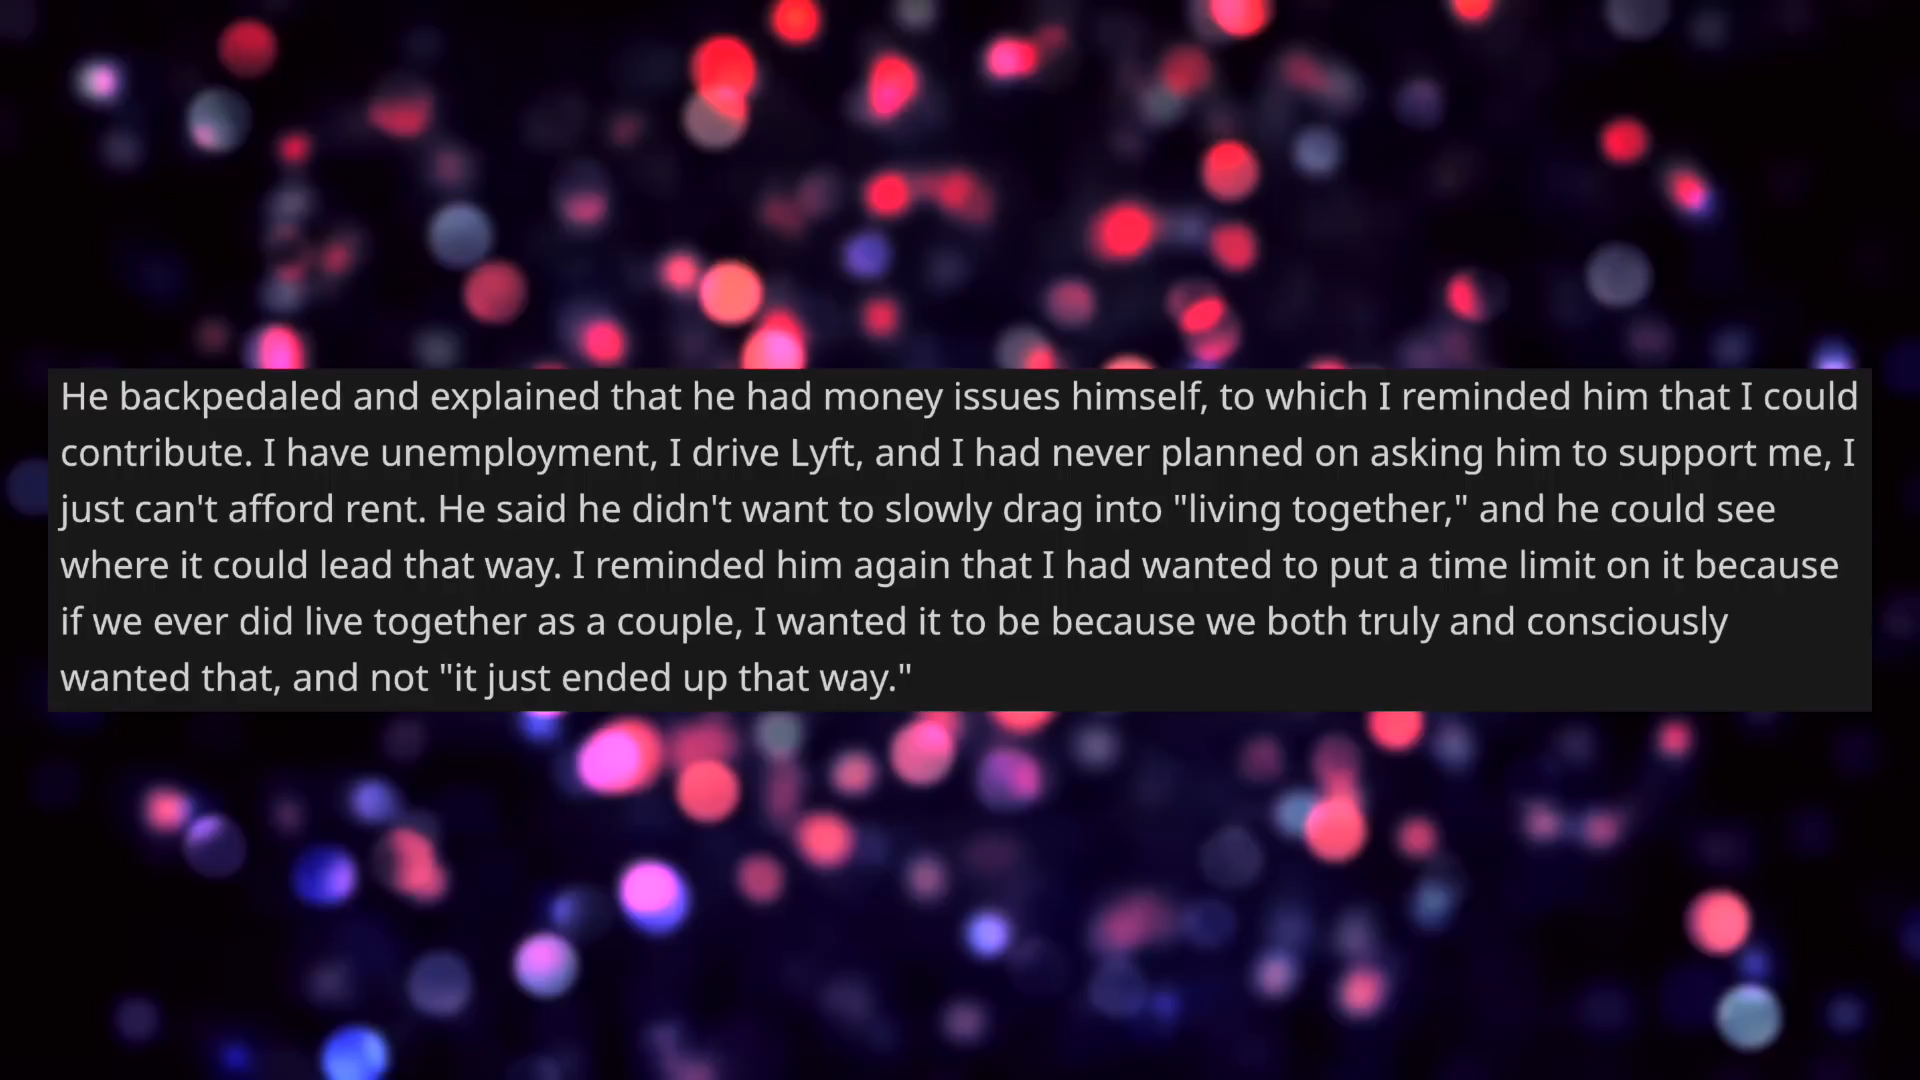 He backpedaled and explained that he had money issues himself, to which I reminded him that I could
contribute. I have unemployment, I drive Lyft, and I had never planned on asking him to support me, I
just can't afford rent. He said he didn't want to slowly drag into "living together," and he could see
where it could lead that way. I reminded him again that I had wanted to put a time limit on it because
if we ever did live together as a couple, I wanted it to be because we both truly and consciously
wanted that, and not "it just ended up that way."